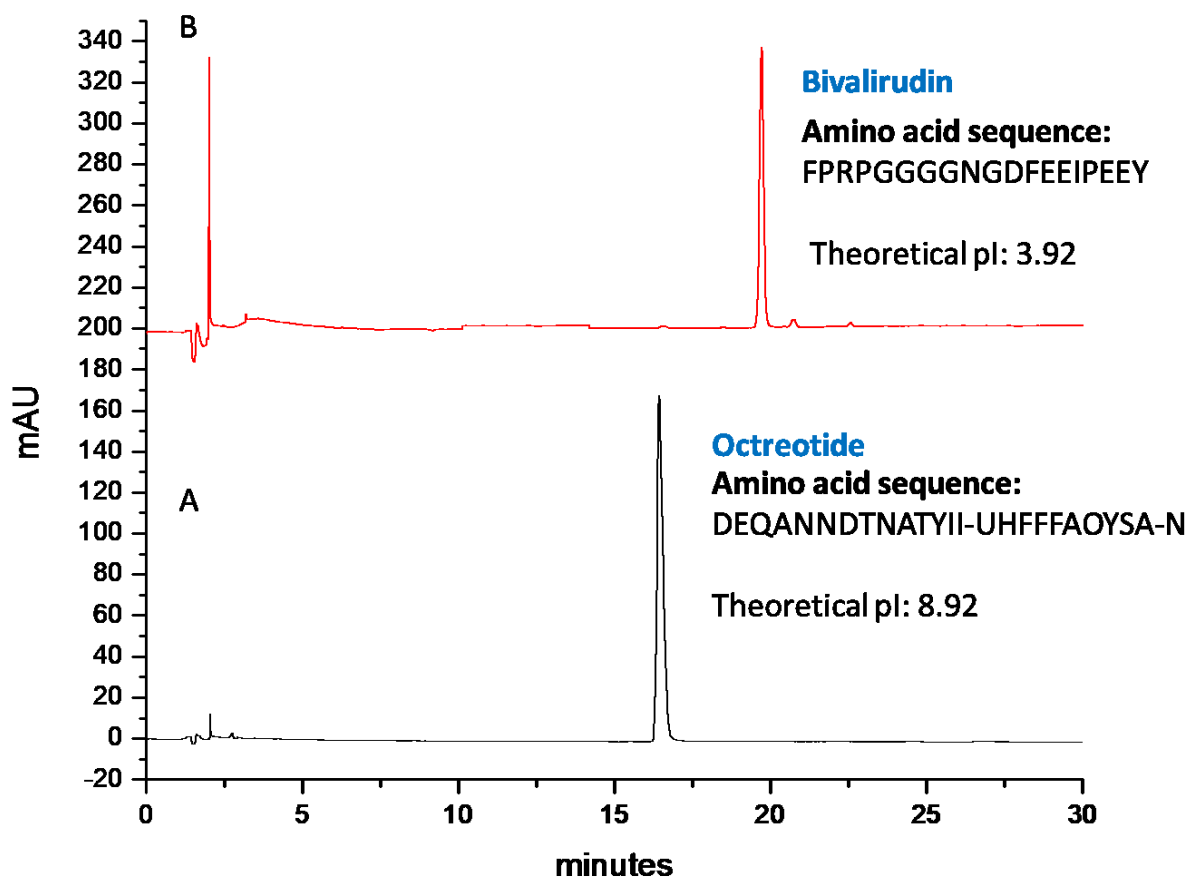 B
340
320
300
280
260
240
220
200
180
160
140
120
100
80
60
40
20
0
-20
mAU
Bivalirudin
Amino acid sequence:
FPRPGGGGNGDFEEIPEEY
Theoretical pI: 3.92
A
Octreotide
Amino acid sequence:
DEQANNDTNATYII-UHFFFAOYSA-N
Theoretical pI: 8.92
0 5 10 15 20 25 30
minutes